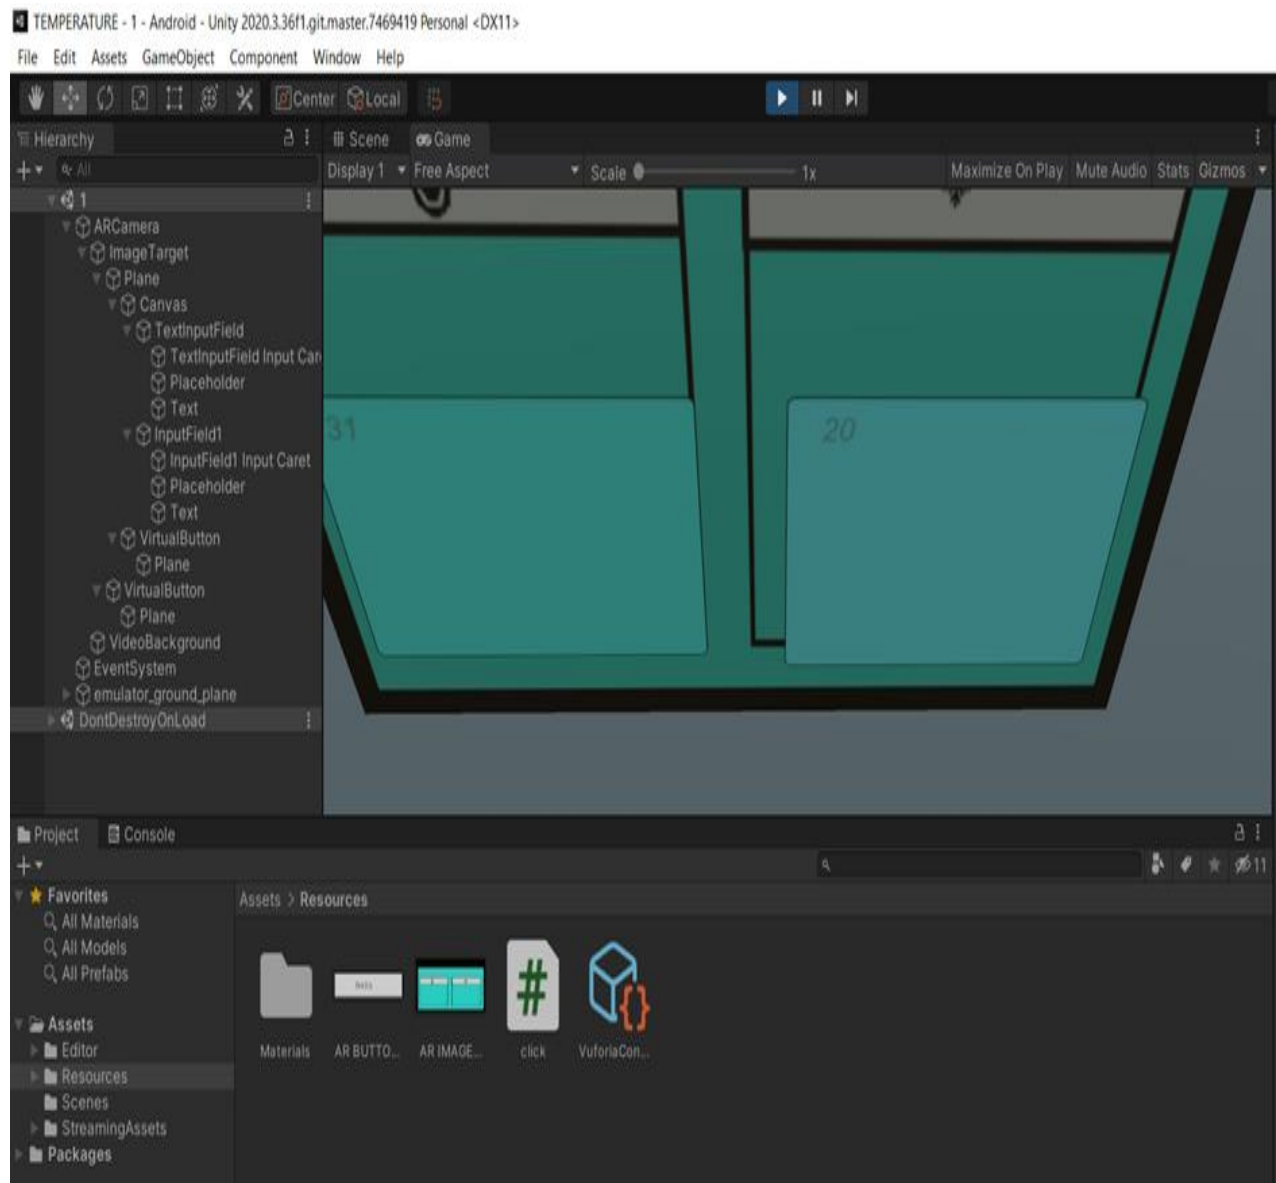 TEMPERATURE - 1 - Android - Unity 2020.3.36f1.git.master.7469419 Personal <DX11>
File Edit Assets GameObject Component Window Help
Center Local
Hierarchy
Scene Game
All
Display 1 Free Aspect Scale 1x Maximize On Play Mute Audio Stats Gizmos
1
ARCamera
ImageTarget
Plane
Canvas
TextInputField
TextInputField Input Car
Placeholder
Text
InputField1
InputField1 Input Caret
Placeholder
Text
VirtualButton
Plane
VirtualButton
Plane
VideoBackground
EventSystem
emulator_ground_plane
DontDestroyOnLoad
31
20
Project Console
11
Favorites
All Materials
All Models
All Prefabs
Assets
Editor
Resources
Scenes
StreamingAssets
Packages
Assets > Resources
Materials AR BUTTO... AR IMAGE... click VuforiaCon...